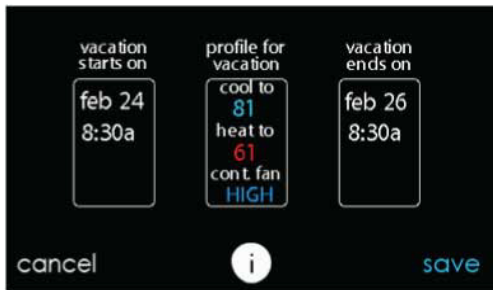 vacation
starts on
feb 24
8:30a
profile for
vacation
cool to
81
heat to
61
cont. fan
HIGH
vacation
ends on
feb 26
8:30a
cancel
i
save